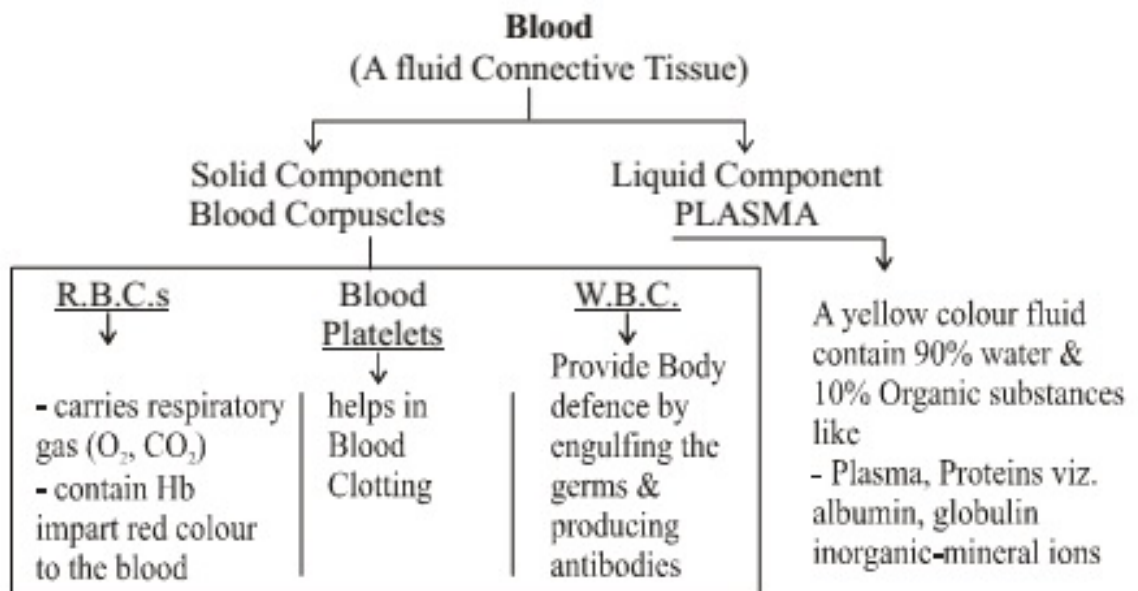 Blood
(A fluid Connective Tissue)
Solid Component
Blood Corpuscles
Liquid Component
PLASMA
R.B.C.s
- carries respiratory
gas (O₂, CO₂)
- contain Hb
impart red colour
to the blood
Blood
Platelets
helps in
Blood
Clotting
W.B.C.
Provide Body
defence by
engulfing the
germs &
producing
antibodies
A yellow colour fluid
contain 90% water &
10% Organic substances
like
- Plasma, Proteins viz.
albumin, globulin
inorganic-mineral ions